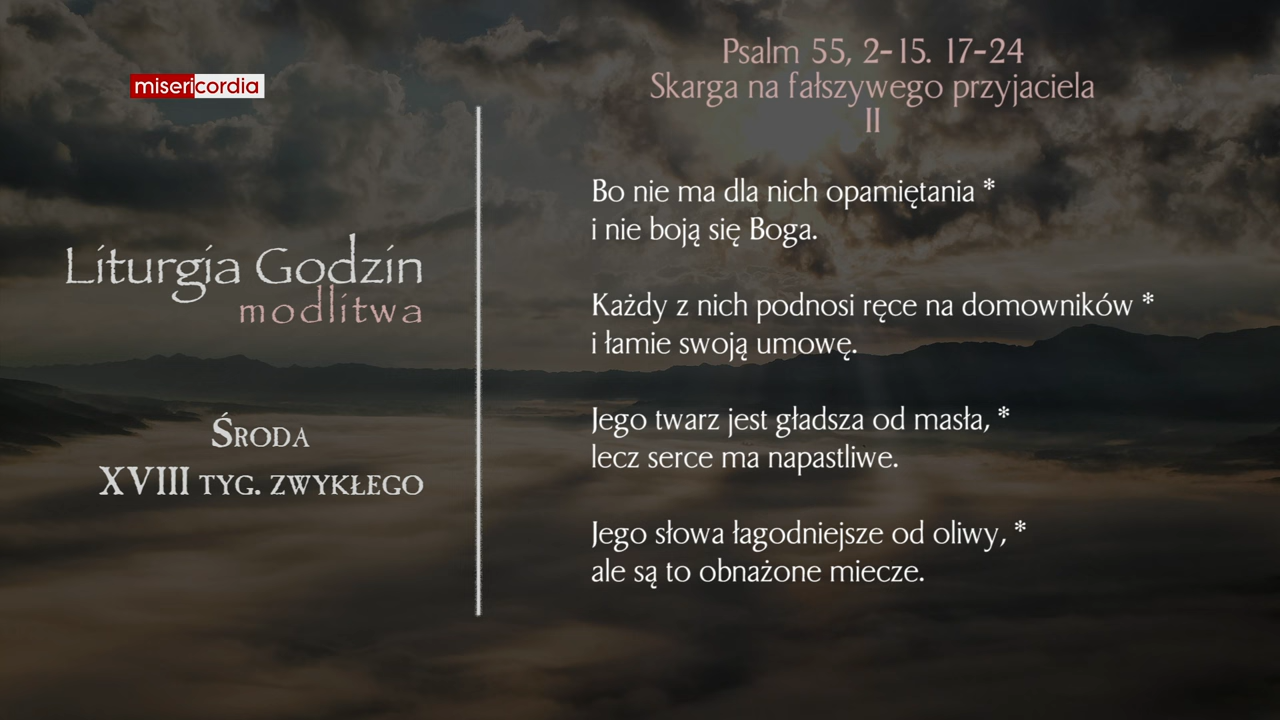 misericordia
Liturgia Godzin
modlitwa
Środa
XVIII tyg. zwykłego
Psalm 55, 2-15. 17-24
Skarga na fałszywego przyjaciela
II
Bo nie ma dla nich opamiętania *
i nie boją się Boga.
Każdy z nich podnosi ręce na domowników *
i łamie swoją umowę.
Jego twarz jest gładsza od masła, *
lecz serce ma napastliwe.
Jego słowa łagodniejsze od oliwy, *
ale są to obnażone miecze.